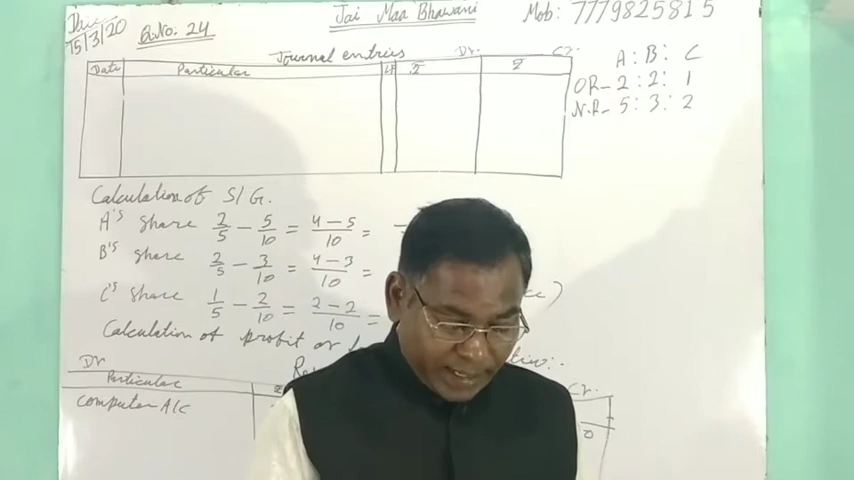 Jai Maa Bhawani Mob: 7779825815
15/3/20
Q.No. 24
Journal entries
Date Particular L.F Dr. ₹ Cr. ₹
A : B : C
OR - 2 : 2 : 1
N.R - 5 : 3 : 2
Calculation of S/G.
A's share 2/5 - 5/10 = 4-5/10 =
B's share 2/5 - 3/10 = 4-3/10 =
C's share 1/5 - 2/10 = 2-2/10 =
Calculation of profit or
Dr Cr.
Particular ₹
Computer A/c